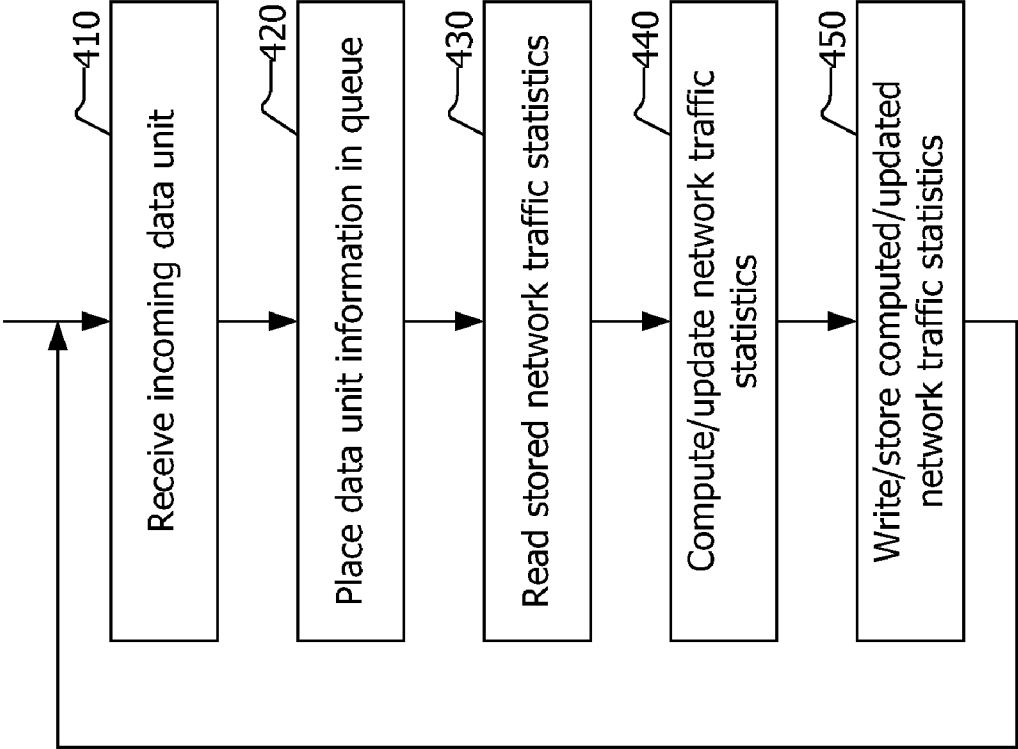 410
Receive incoming data unit
420
Place data unit information in queue
430
Read stored network traffic statistics
440
Compute/update network traffic
statistics
450
Write/store computed/updated
network traffic statistics